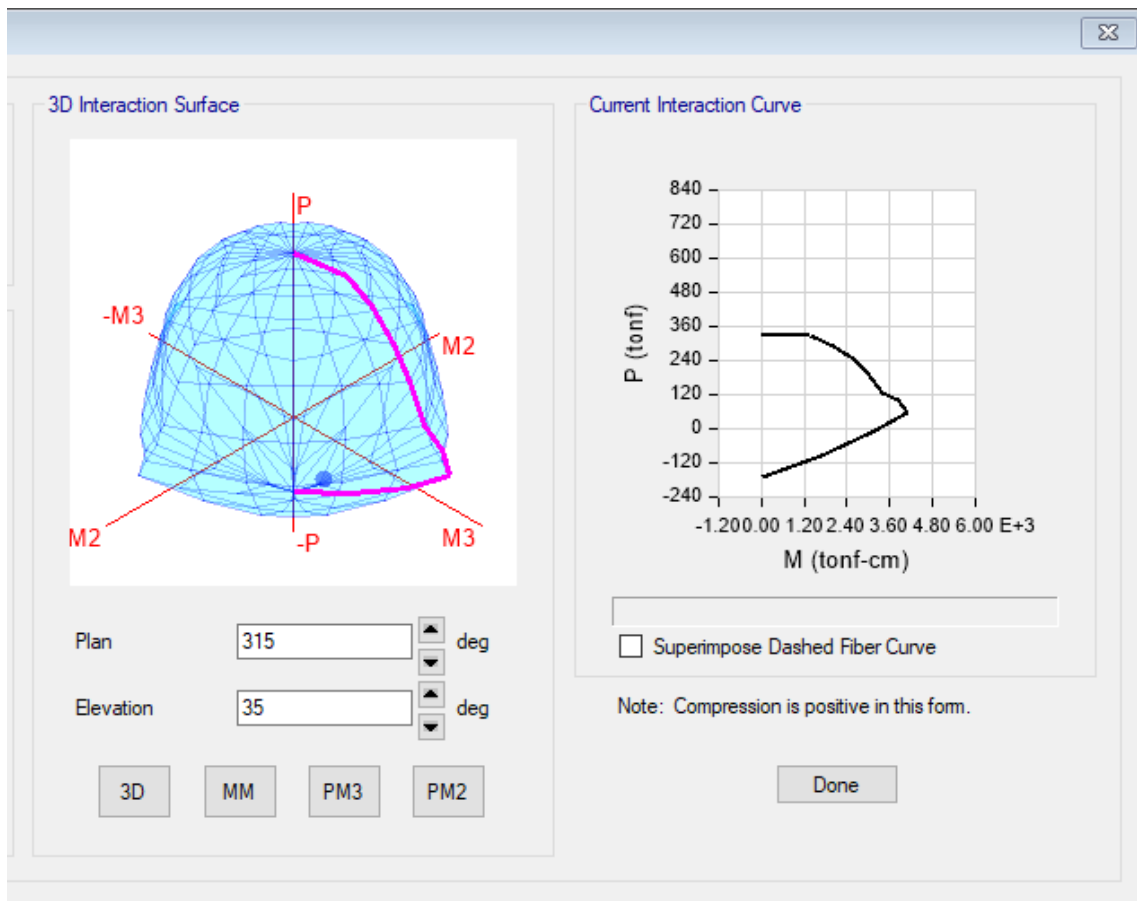 3D Interaction Surface
P
-M3
M2
M2
M3
-P
Plan
315
deg
Elevation
35
deg
3D
MM
PM3
PM2
Current Interaction Curve
840
720
600
480
360
240
120
0
-120
-240
P (tonf)
-1.20 0.00 1.20 2.40 3.60 4.80 6.00 E+3
M (tonf-cm)
Superimpose Dashed Fiber Curve
Note: Compression is positive in this form.
Done